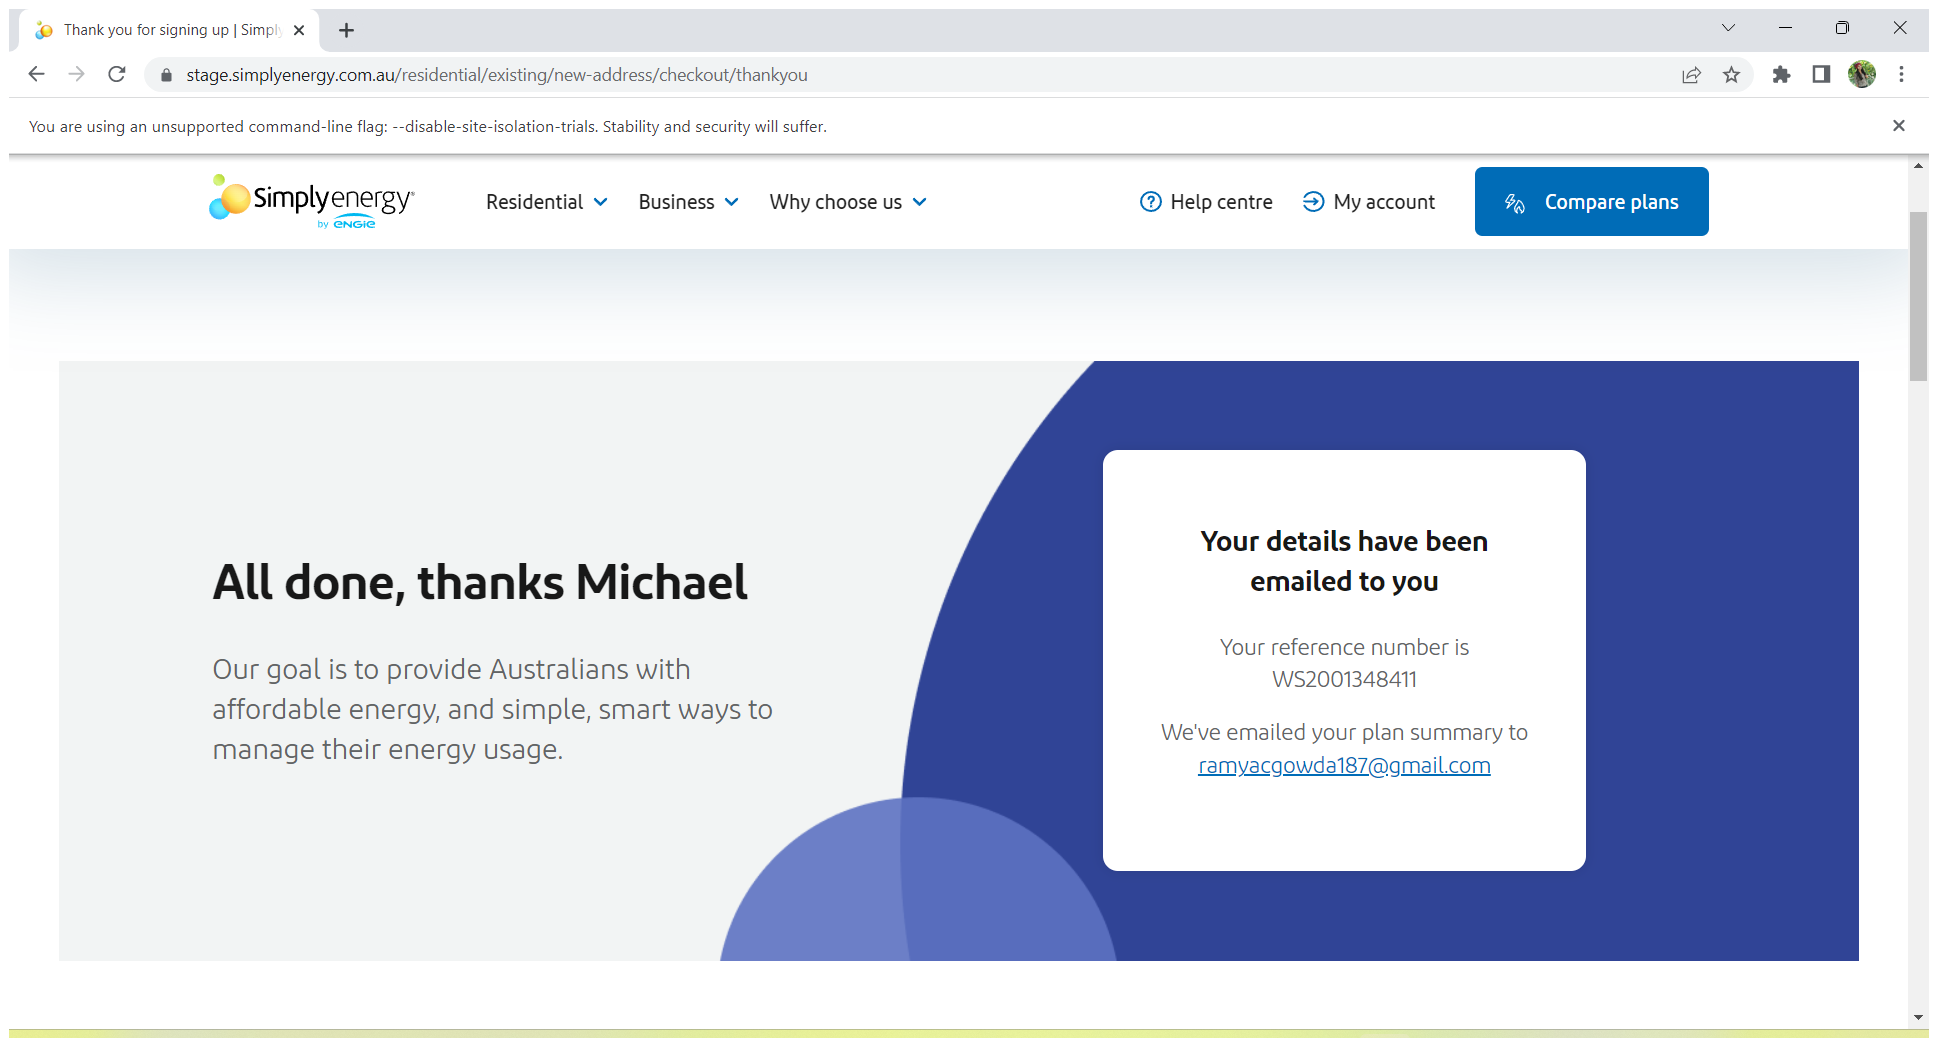 Thank you for signing up | Simpl
stage.simplyenergy.com.au/residential/existing/new-address/checkout/thankyou
You are using an unsupported command-line flag: --disable-site-isolation-trials. Stability and security will suffer.
Simplyenergy®
by ENGIE
Residential
Business
Why choose us
Help centre
My account
Compare plans
All done, thanks Michael
Our goal is to provide Australians with
affordable energy, and simple, smart ways to
manage their energy usage.
Your details have been
emailed to you
Your reference number is
WS2001348411
We've emailed your plan summary to
ramyacgowda187@gmail.com